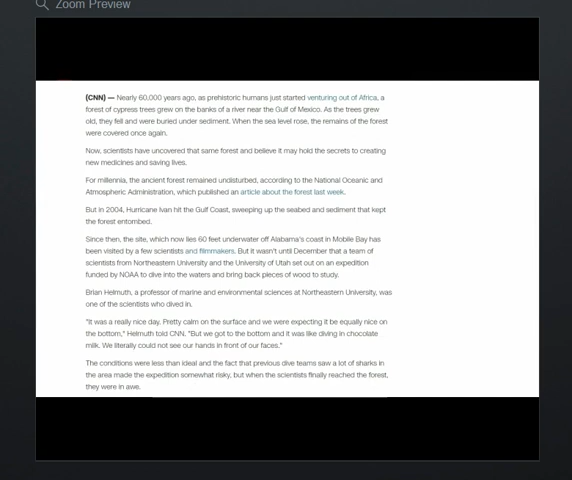 Zoom Preview
(CNN) — Nearly 60,000 years ago, as prehistoric humans just started venturing out of Africa, a
forest of cypress trees grew on the banks of a river near the Gulf of Mexico. As the trees grew
old, they fell and were buried under sediment. When the sea level rose, the remains of the forest
were covered once again.
Now, scientists have uncovered that same forest and believe it may hold the secrets to creating
new medicines and saving lives.
For millennia, the ancient forest remained undisturbed, according to the National Oceanic and
Atmospheric Administration, which published an article about the forest last week.
But in 2004, Hurricane Ivan hit the Gulf Coast, sweeping up the seabed and sediment that kept
the forest entombed.
Since then, the site, which now lies 60 feet underwater off Alabama's coast in Mobile Bay has
been visited by a few scientists and filmmakers. But it wasn't until December that a team of
scientists from Northeastern University and the University of Utah set out on an expedition
funded by NOAA to dive into the waters and bring back pieces of wood to study.
Brian Helmuth, a professor of marine and environmental sciences at Northeastern University, was
one of the scientists who dived in.
"It was a really nice day. Pretty calm on the surface and we were expecting it be equally nice on
the bottom," Helmuth told CNN. "But we got to the bottom and it was like diving in chocolate
milk. We literally could not see our hands in front of our faces."
The conditions were less than ideal and the fact that previous dive teams saw a lot of sharks in
the area made the expedition somewhat risky, but when the scientists finally reached the forest,
they were in awe.